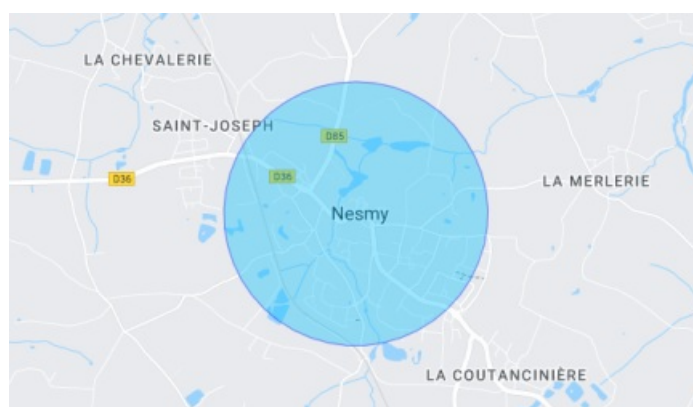 LA CHEVALERIE
SAINT-JOSEPH
D85
D36
D36
LA MERLERIE
Nesmy
LA COUTANCINIÈRE